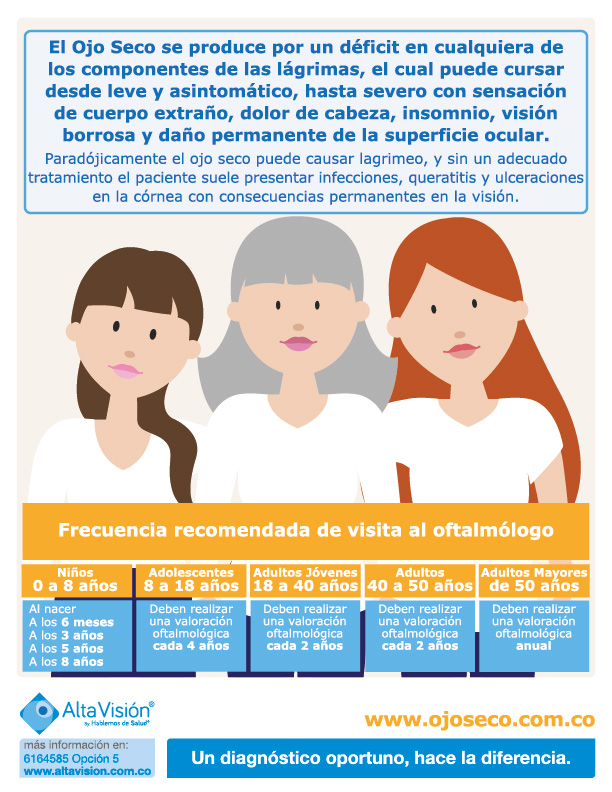 El Ojo Seco se produce por un déficit en cualquiera de
los componentes de las lágrimas, el cual puede cursar
desde leve y asintomático, hasta severo con sensación
de cuerpo extraño, dolor de cabeza, insomnio, visión
borrosa y daño permanente de la superficie ocular.
Paradójicamente el ojo seco puede causar lagrimeo, y sin un adecuado
tratamiento el paciente suele presentar infecciones, queratitis y ulceraciones
en la córnea con consecuencias permanentes en la visión.
Frecuencia recomendada de visita al oftalmólogo
Niños
0 a 8 años
Al nacer
A los 6 meses
A los 3 años
A los 5 años
A los 8 años
Adolescentes
8 a 18 años
Deben realizar
una valoración
oftalmológica
cada 4 años
Adultos Jóvenes
18 a 40 años
Deben realizar
una valoración
oftalmológica
cada 2 años
Adultos
40 a 50 años
Deben realizar
una valoración
oftalmológica
cada 2 años
Adultos Mayores
de 50 años
Deben realizar
una valoración
oftalmológica
anual
AltaVisión®
By Hablemos de Salud
www.ojoseco.com.co
más información en:
6164585 Opción 5
www.altavision.com.co
Un diagnóstico oportuno, hace la diferencia.